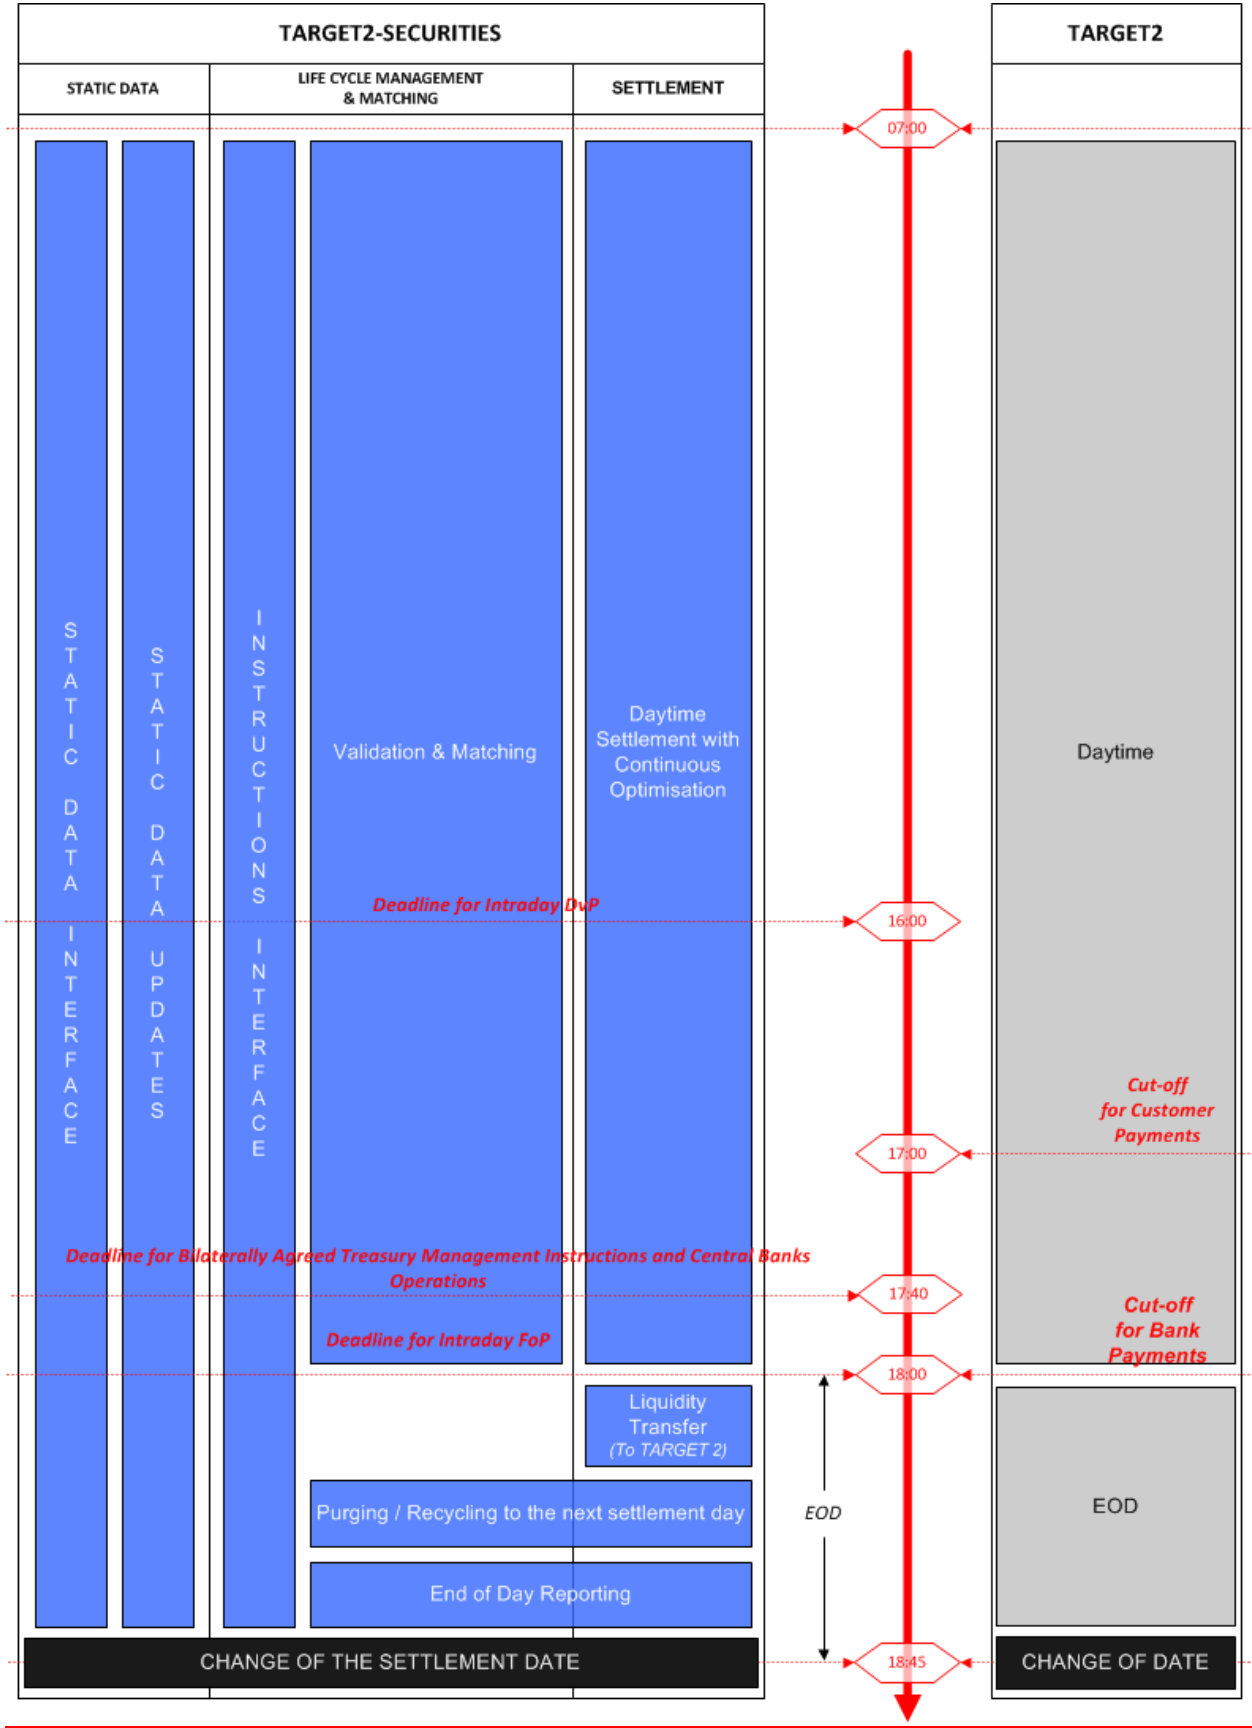 TARGET2-SECURITIES
TARGET2
STATIC DATA
LIFE CYCLE MANAGEMENT
& MATCHING
SETTLEMENT
07:00
STATIC DATA INTERFACE
STATIC DATA UPDATES
INSTRUCTIONS INTERFACE
Validation & Matching
Daytime
Settlement with
Continuous
Optimisation
Daytime
Deadline for Intraday DvP
16:00
Cut-off
for Customer
Payments
17:00
Deadline for Bilaterally Agreed Treasury Management Instructions and Central Banks
Operations
17:40
Cut-off
for Bank
Payments
Deadline for Intraday FoP
18:00
Liquidity
Transfer
(To TARGET 2)
Purging / Recycling to the next settlement day
EOD
EOD
End of Day Reporting
CHANGE OF THE SETTLEMENT DATE
18:45
CHANGE OF DATE